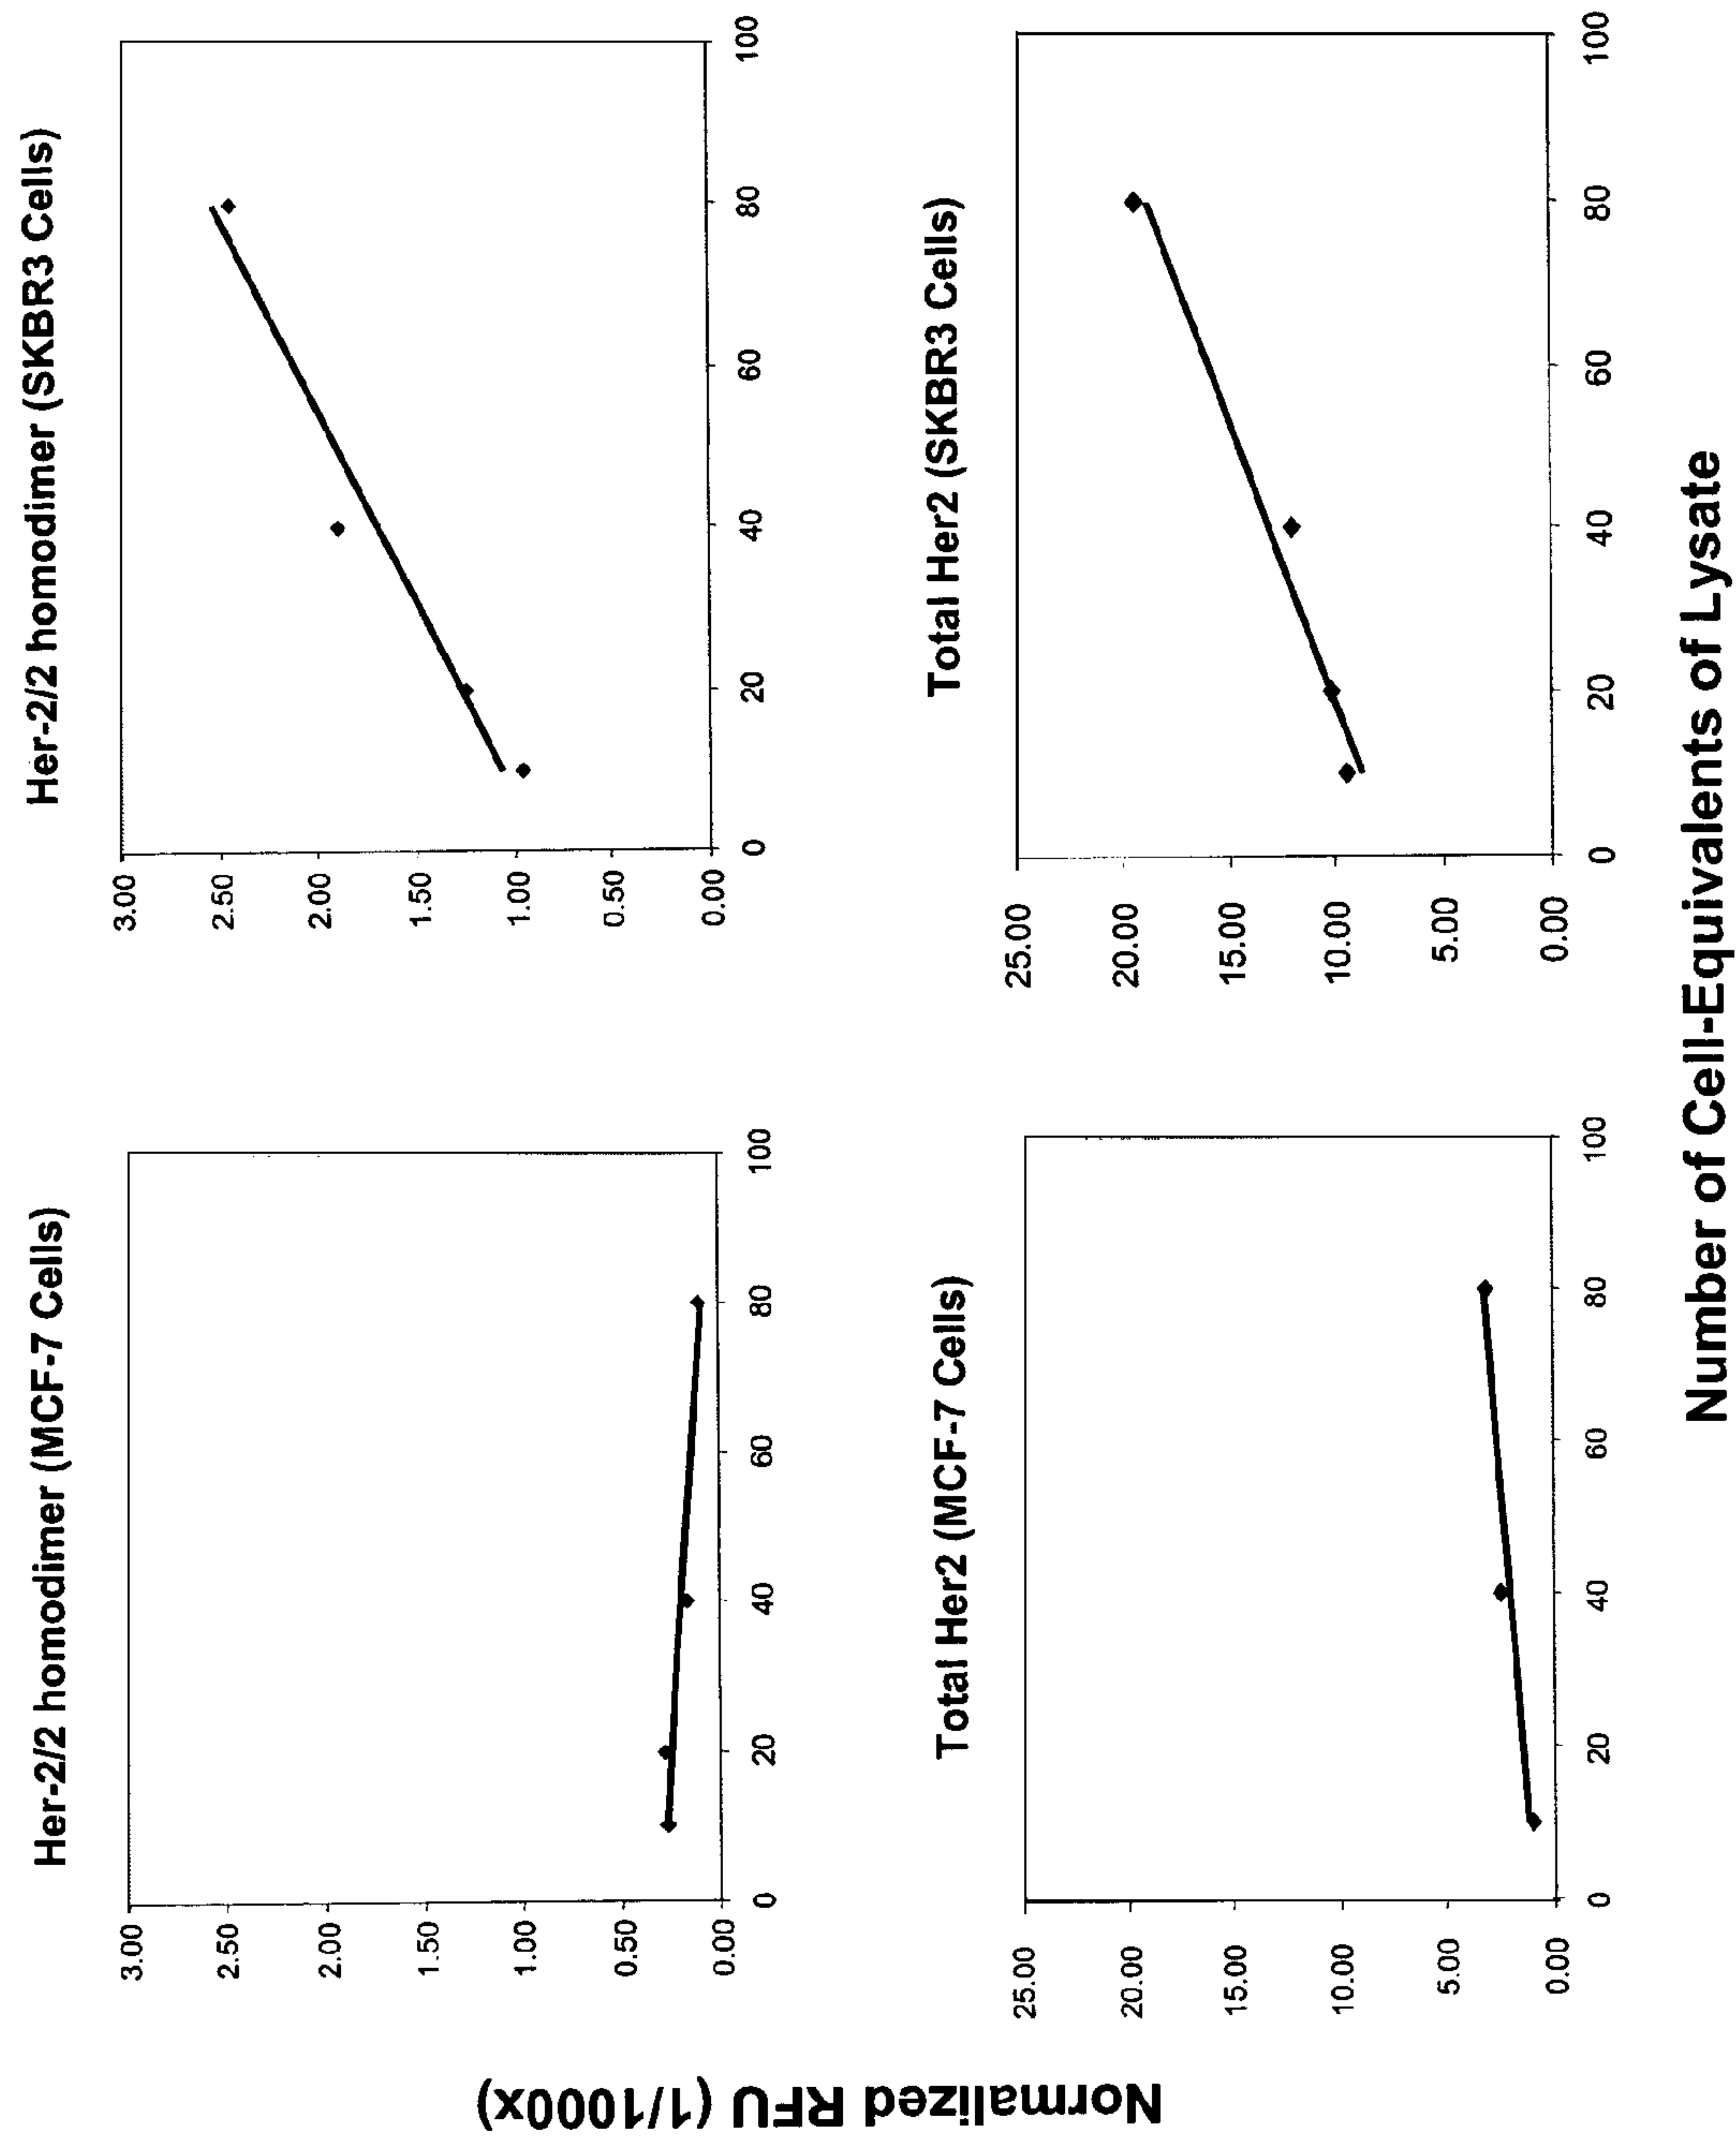 Normalized RFU (1/1000x)
Her-2/2 homodimer (MCF-7 Cells)
3.00
2.50
2.00
1.50
1.00
0.50
0.00
0 20 40 60 80 100
Her-2/2 homodimer (SKBR3 Cells)
3.00
2.50
2.00
1.50
1.00
0.50
0.00
0 20 40 60 80 100
Total Her2 (MCF-7 Cells)
25.00
20.00
15.00
10.00
5.00
0.00
0 20 40 60 80 100
Total Her2 (SKBR3 Cells)
25.00
20.00
15.00
10.00
5.00
0.00
0 20 40 60 80 100
Number of Cell-Equivalents of Lysate